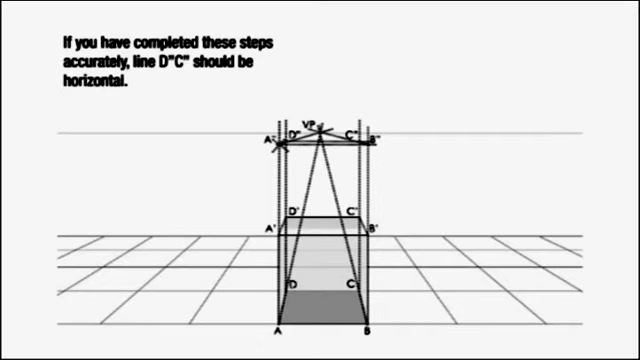 If you have completed these steps
accurately, line D"C" should be
horizontal.
VP
A" D" C" B"
D' C'
A' B'
D C
A B